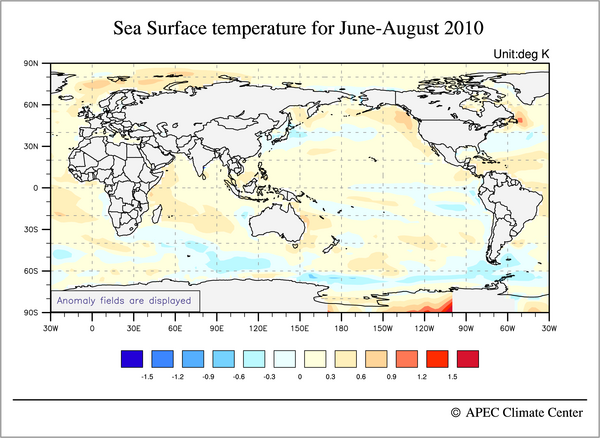 Sea Surface temperature for June-August 2010
Unit:deg K
90N
60N
30N
0
30S
60S
90S
Anomaly fields are displayed
30W 0 30E 60E 90E 120E 150E 180 150W 120W 90W 60W 30W
-1.5 -1.2 -0.9 -0.6 -0.3 0 0.3 0.6 0.9 1.2 1.5
© APEC Climate Center